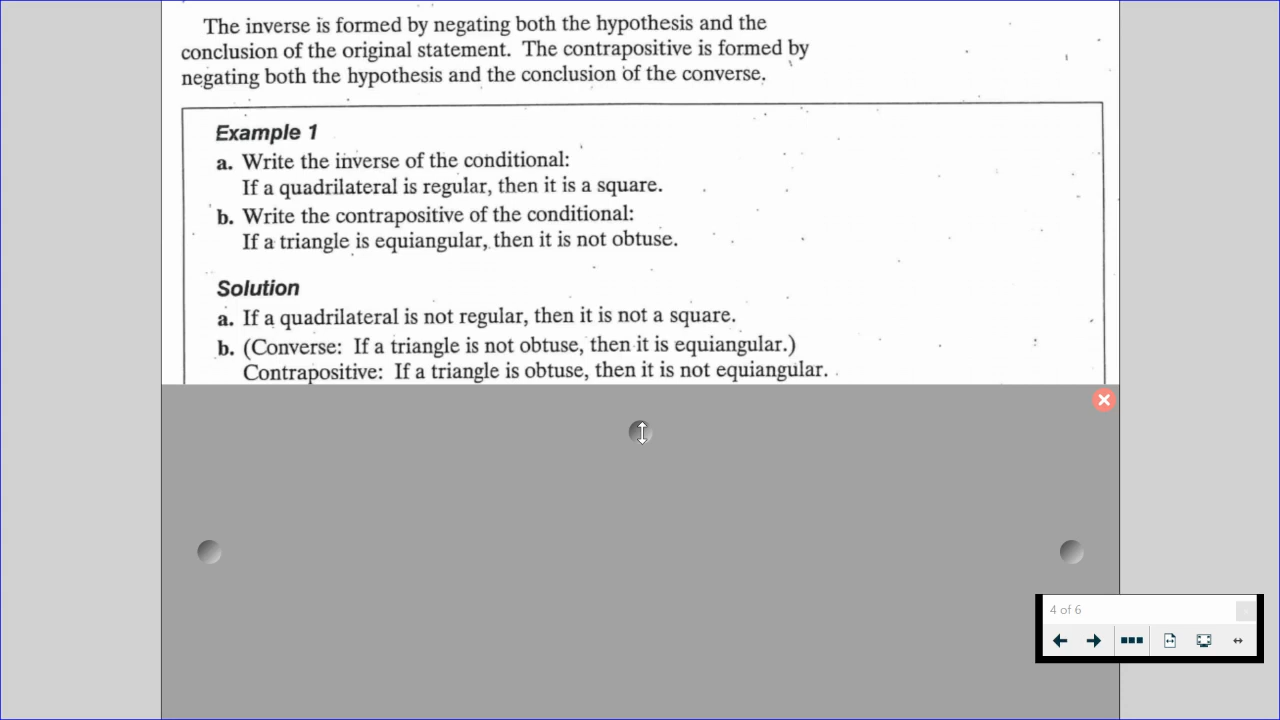 The inverse is formed by negating both the hypothesis and the
conclusion of the original statement. The contrapositive is formed by
negating both the hypothesis and the conclusion of the converse.
Example 1
a. Write the inverse of the conditional:
If a quadrilateral is regular, then it is a square.
b. Write the contrapositive of the conditional:
If a triangle is equiangular, then it is not obtuse.
Solution
a. If a quadrilateral is not regular, then it is not a square.
b. (Converse: If a triangle is not obtuse, then it is equiangular.)
Contrapositive: If a triangle is obtuse, then it is not equiangular.
4 of 6